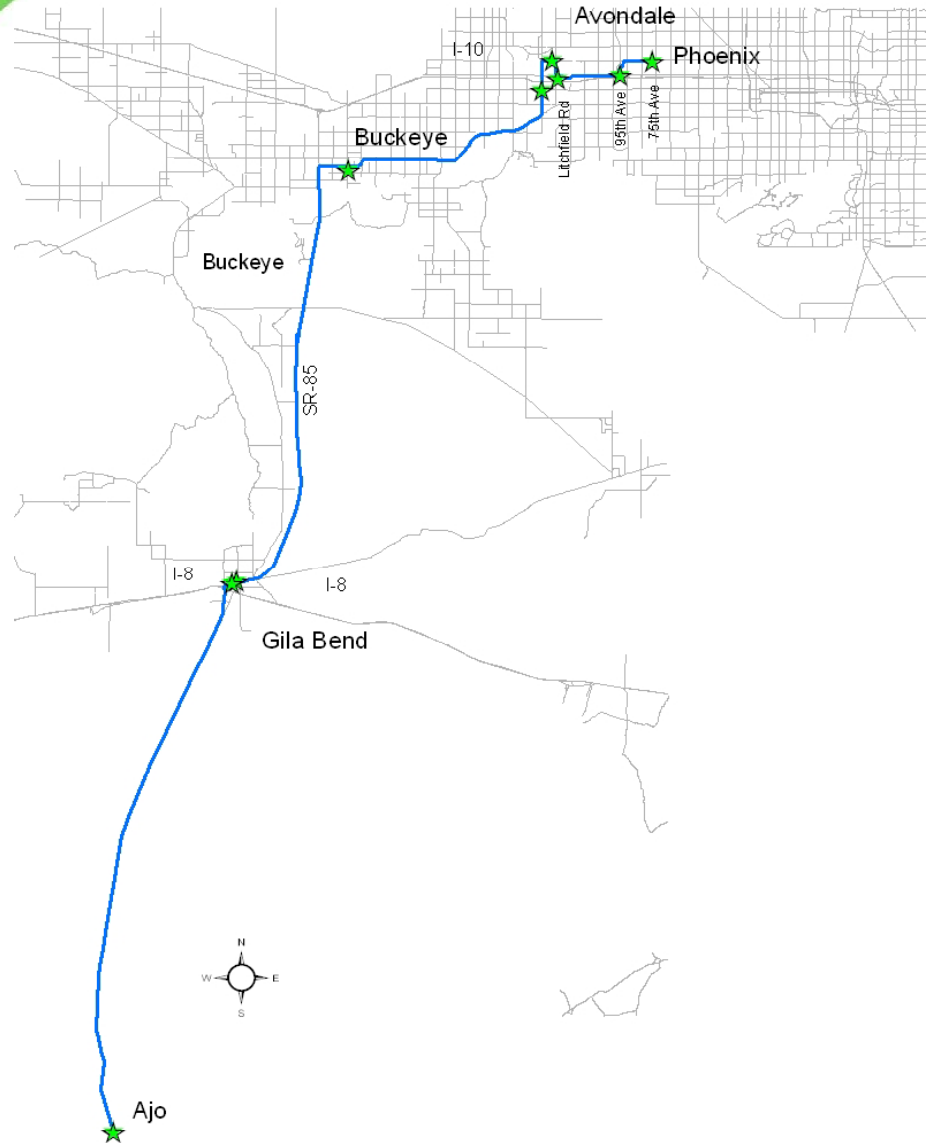 Avondale
I-10
Phoenix
Litchfield Rd
95th Ave
75th Ave
Buckeye
Buckeye
SR-85
I-8
I-8
Gila Bend
N
W
E
S
Ajo